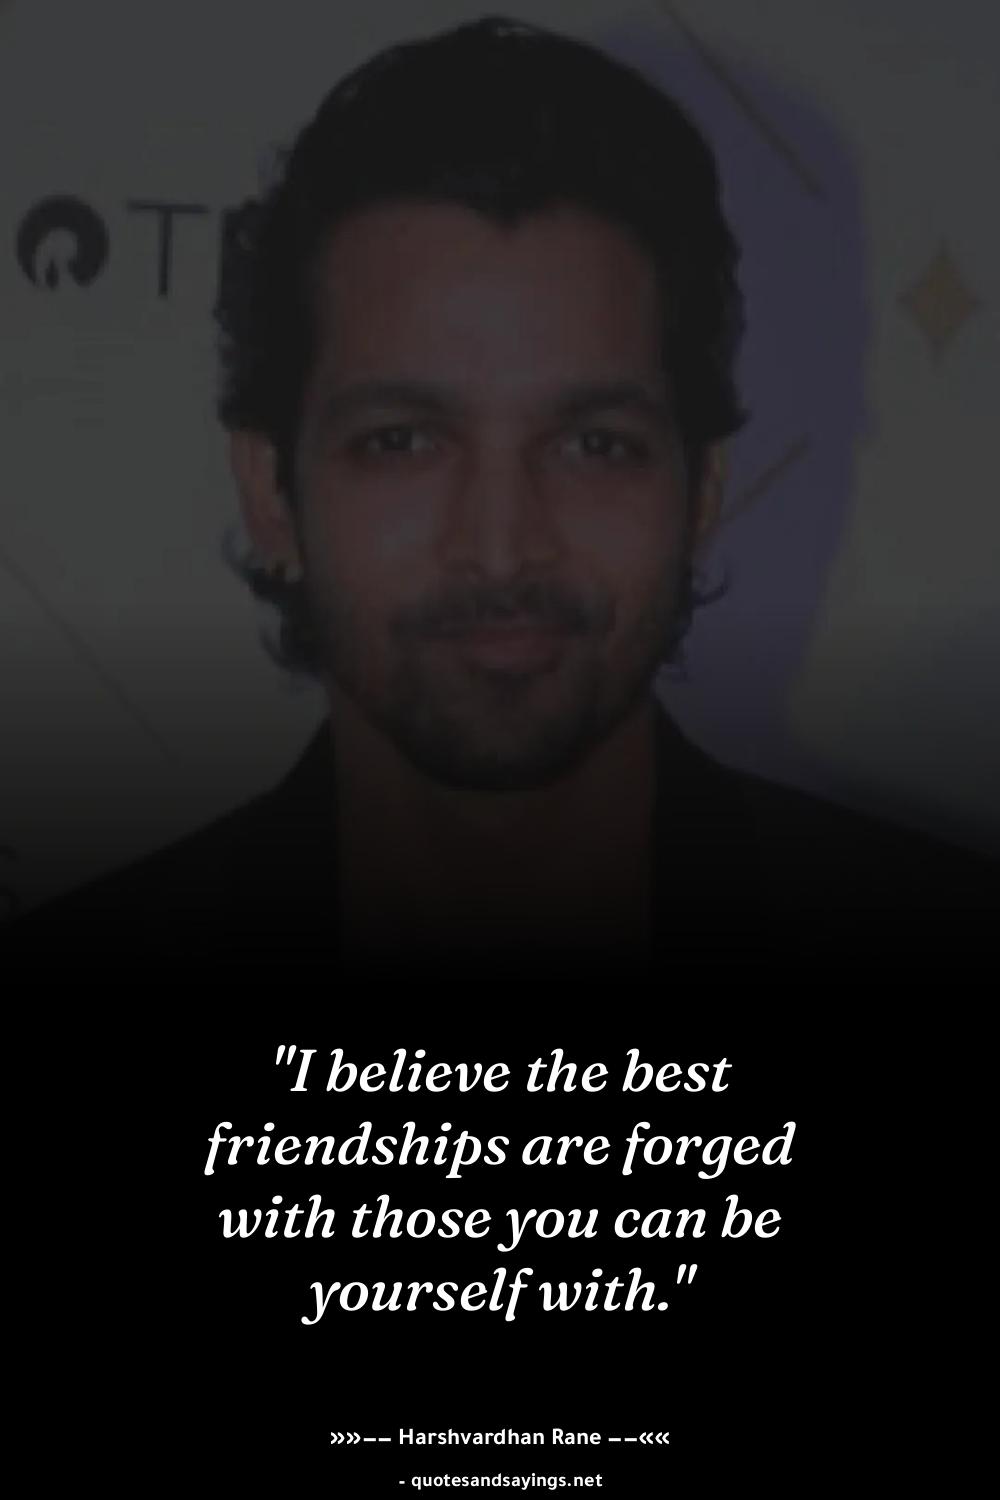 T
"I believe the best
friendships are forged
with those you can be
yourself with."
»»–– Harshvardhan Rane ––««
- quotesandsayings.net